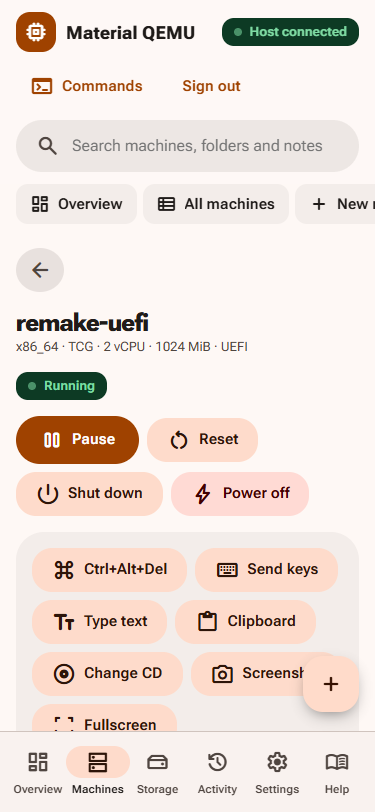 Material QEMU
Host connected
Commands
Sign out
Search machines, folders and notes
Overview
All machines
New
remake-uefi
x86_64 · TCG · 2 vCPU · 1024 MiB · UEFI
Running
Pause
Reset
Shut down
Power off
Ctrl+Alt+Del
Send keys
Type text
Clipboard
Change CD
Fullscreen
Overview
Machines
Storage
Activity
Settings
Help